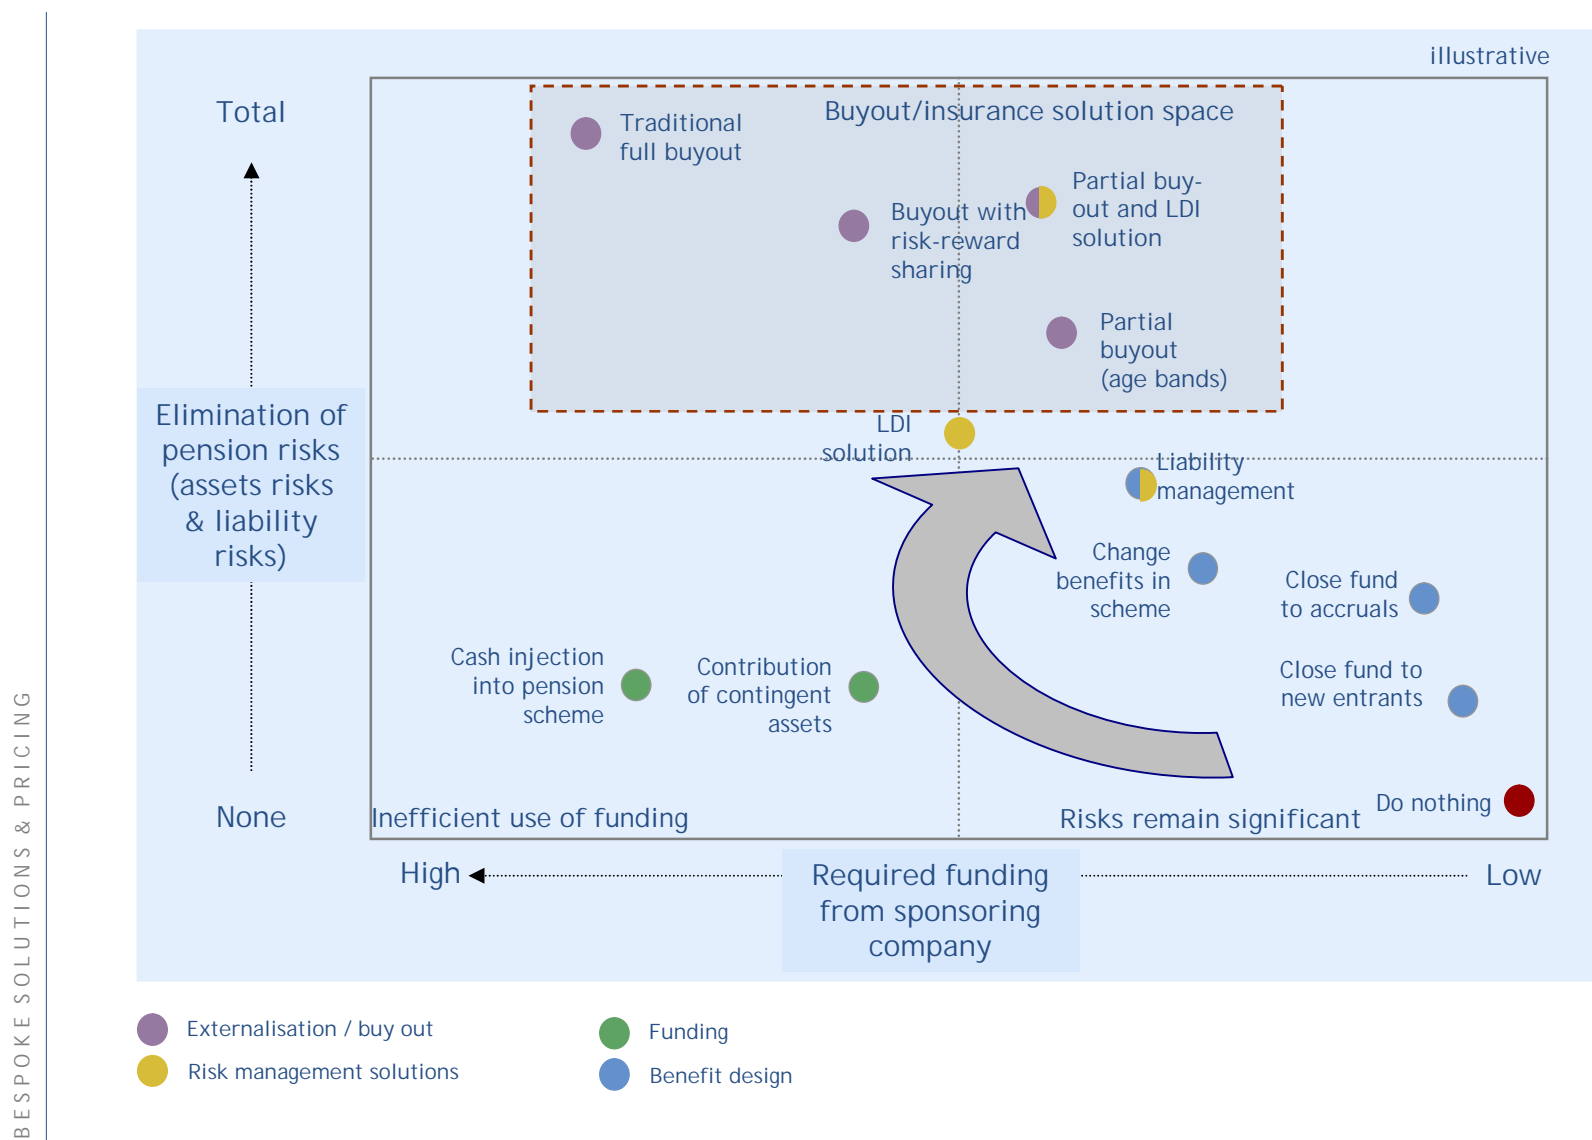 illustrative
Total
Buyout/insurance solution space
Traditional
full buyout
Partial buy-
out and LDI
solution
Buyout with
risk-reward
sharing
Partial
buyout
(age bands)
Elimination of
pension risks
(assets risks
& liability
risks)
LDI
solution
Liability
management
Change
benefits in
scheme
Close fund
to accruals
Cash injection
into pension
scheme
Contribution
of contingent
assets
Close fund to
new entrants
None
Inefficient use of funding
Risks remain significant
Do nothing
High
Required funding
from sponsoring
company
Low
Externalisation / buy out
Funding
Risk management solutions
Benefit design
BESPOKE SOLUTIONS & PRICING